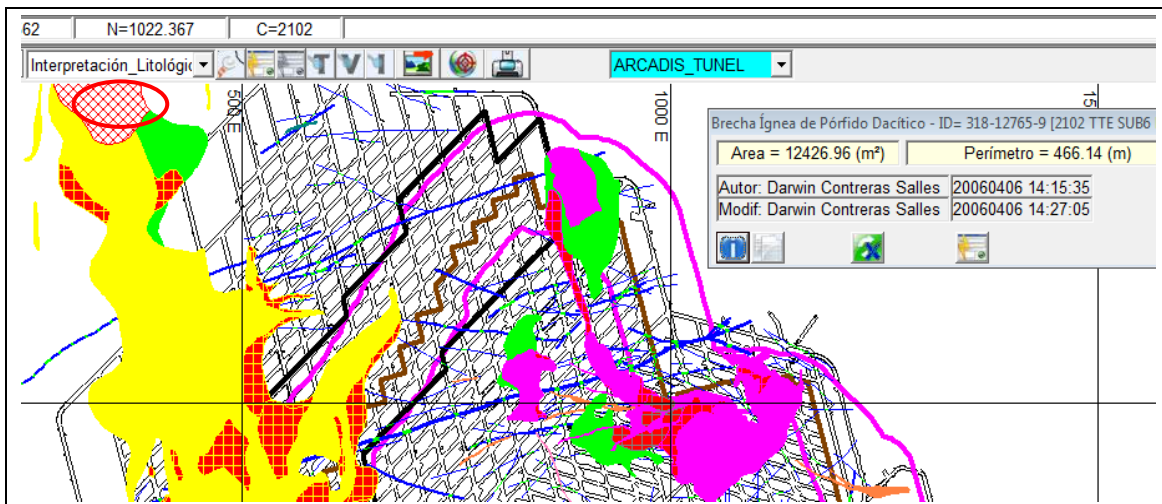 62 N=1022.367 C=2102
Interpretación_Litológic T V ARCADIS_TUNEL
500 E
1000 E
15
Brecha Ígnea de Pórfido Dacítico - ID= 318-12765-9 [2102 TTE SUB6
Area = 12426.96 (m²) Perímetro = 466.14 (m)
Autor: Darwin Contreras Salles 20060406 14:15:35
Modif: Darwin Contreras Salles 20060406 14:27:05